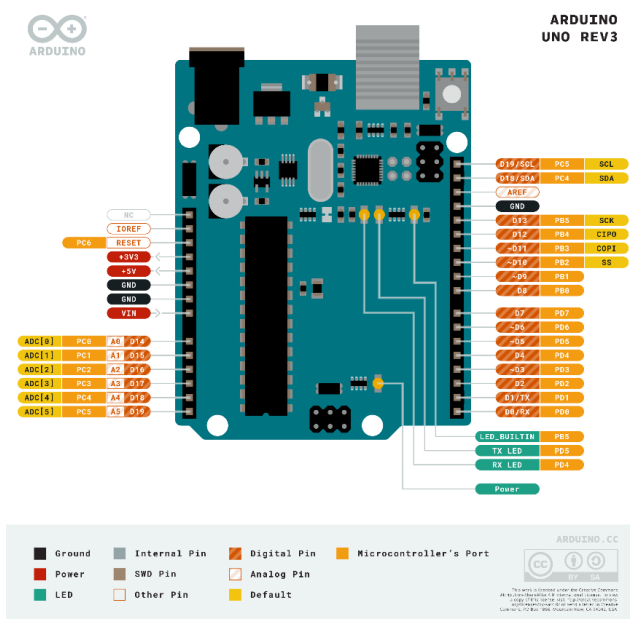 ARDUINO
ARDUINO
UNO REV3
NC
IOREF
PC6 RESET
+3V3
+5V
GND
GND
VIN
ADC[0] PC0 A0 D14
ADC[1] PC1 A1 D15
ADC[2] PC2 A2 D16
ADC[3] PC3 A3 D17
ADC[4] PC4 A4 D18
ADC[5] PC5 A5 D19
D19/SCL PC5 SCL
D18/SDA PC4 SDA
AREF
GND
D13 PB5 SCK
D12 PB4 CIPO
~D11 PB3 COPI
~D10 PB2 SS
~D9 PB1
D8 PB0
D7 PD7
~D6 PD6
~D5 PD5
D4 PD4
~D3 PD3
D2 PD2
D1/TX PD1
D0/RX PD0
LED_BUILTIN PB5
TX LED PD5
RX LED PD4
Power
Ground Internal Pin Digital Pin Microcontroller's Port
Power SWD Pin Analog Pin
LED Other Pin Default
ARDUINO.CC
CC
BY SA